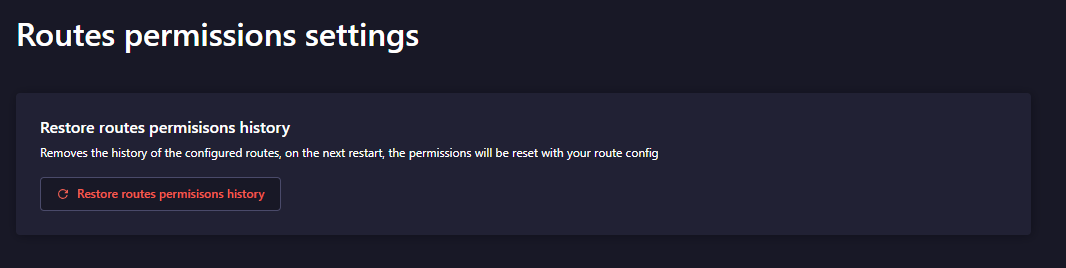 Routes permissions settings
Restore routes permisisons history
Removes the history of the configured routes, on the next restart, the permissions will be reset with your route config
Restore routes permisisons history